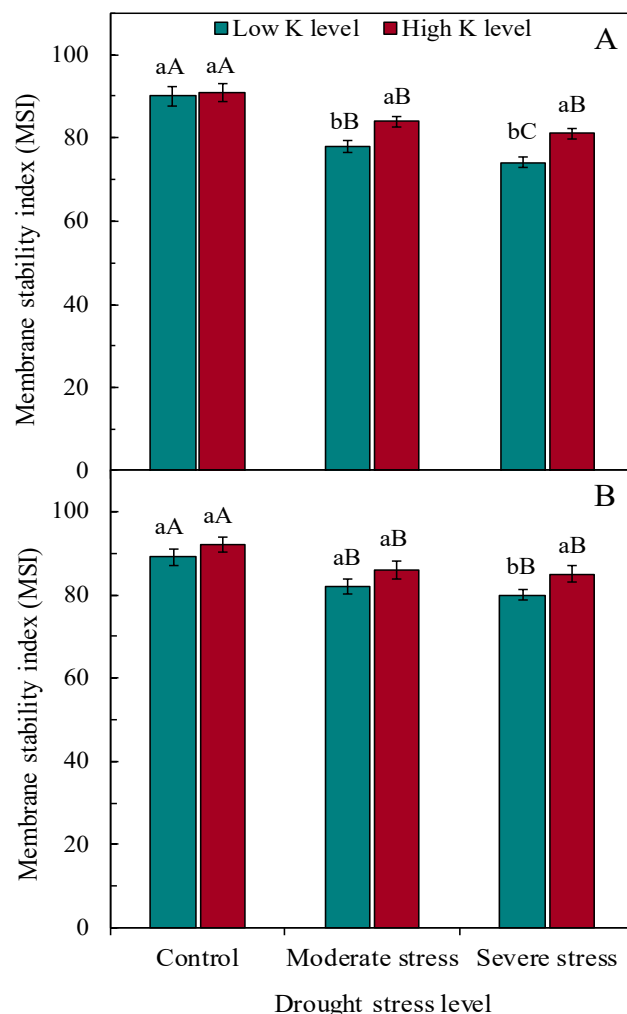 Low K level High K level
A
Membrane stability index (MSI)
100
80
60
40
20
0
aA aA
bB aB
bC aB
B
Membrane stability index (MSI)
100
80
60
40
20
0
aA aA
aB aB
bB aB
Control Moderate stress Severe stress
Drought stress level